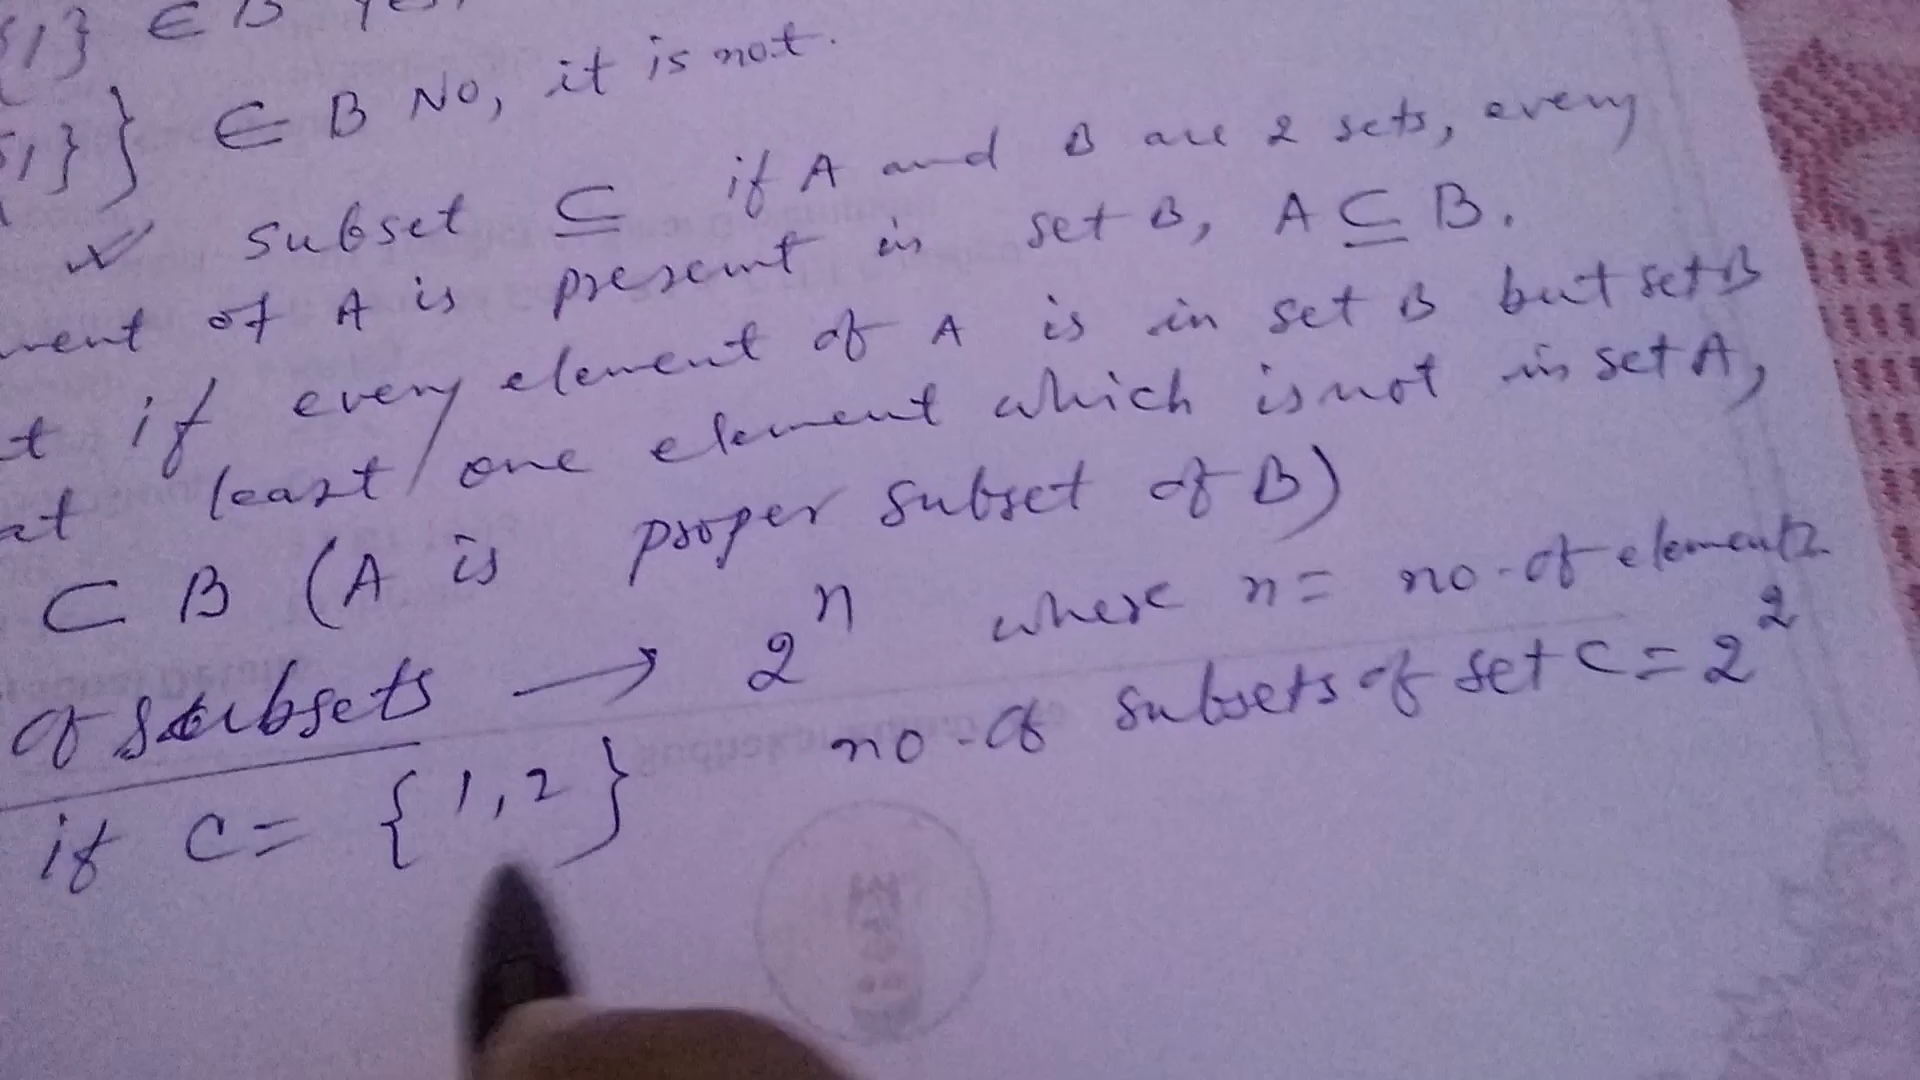 {1} ∈ B yes
{1}} ∈ B No, it is not.
subset ⊆ if A and B are 2 sets, every
ment of A is present in set B, A ⊆ B.
t if every element of A is in set B but set B
at least one element which is not in set A,
⊂ B (A is proper subset of B)
of subsets → 2ⁿ where n = no. of elements
if C = {1,2} no. of subsets of set C = 2²